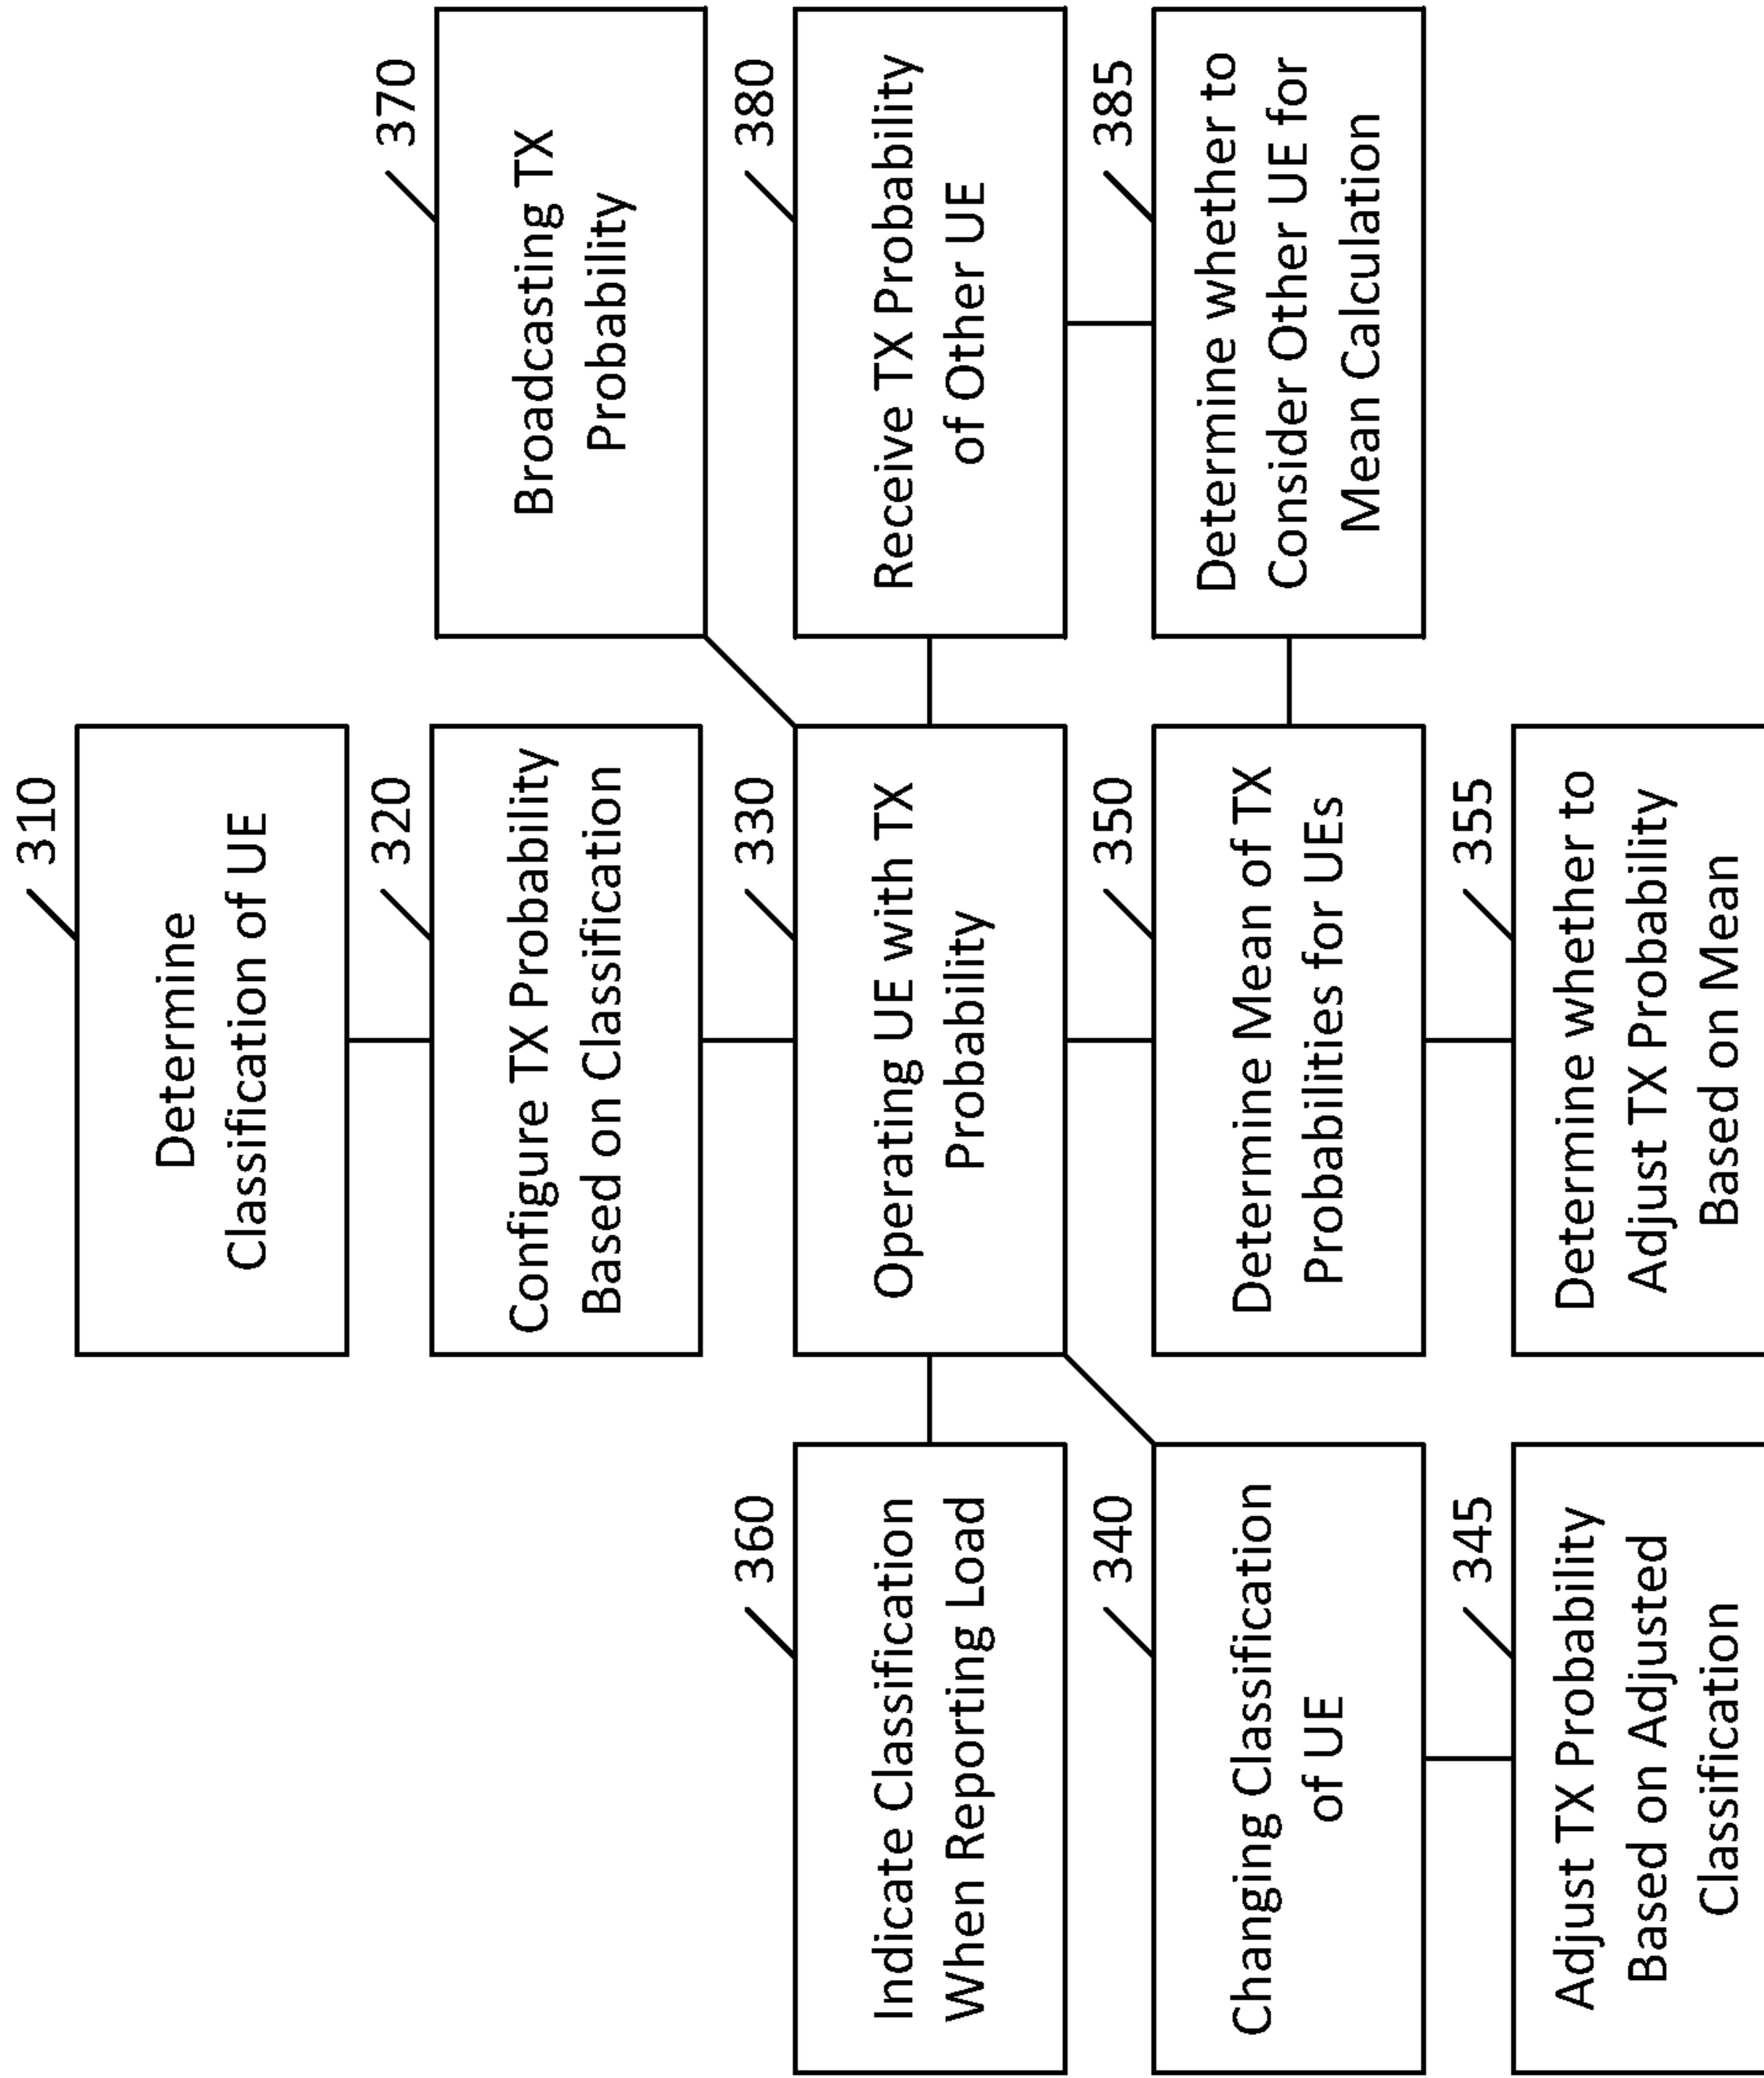 310
Determine
Classification of UE
320
Configure TX Probability
Based on Classification
370
Broadcasting TX
Probability
360
Indicate Classification
When Reporting Load
330
Operating UE with TX
Probability
380
Receive TX Probability
of Other UE
340
Changing Classification
of UE
350
Determine Mean of TX
Probabilities for UEs
385
Determine whether to
Consider Other UE for
Mean Calculation
345
Adjust TX Probability
Based on Adjusted
Classification
355
Determine whether to
Adjust TX Probability
Based on Mean